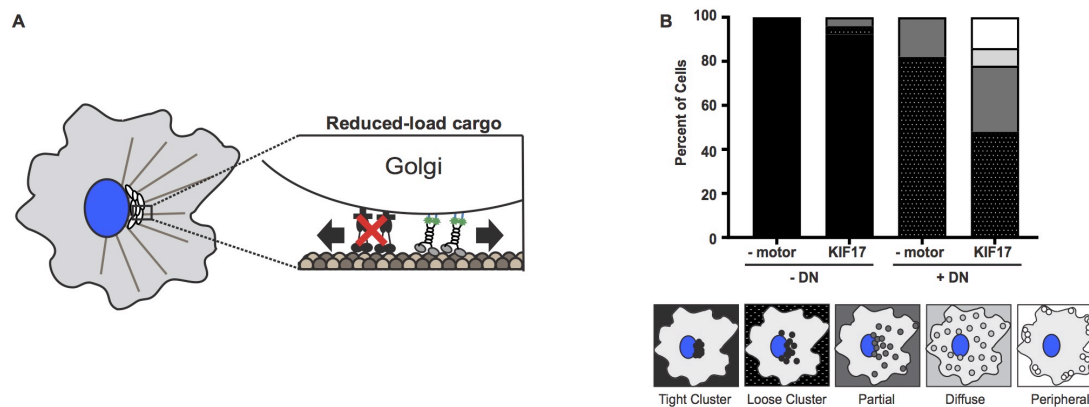 A
Reduced-load cargo
Golgi
B
Percent of Cells
100
80
60
40
20
0
- motor KIF17 - motor KIF17
- DN + DN
Tight Cluster Loose Cluster Partial Diffuse Peripheral